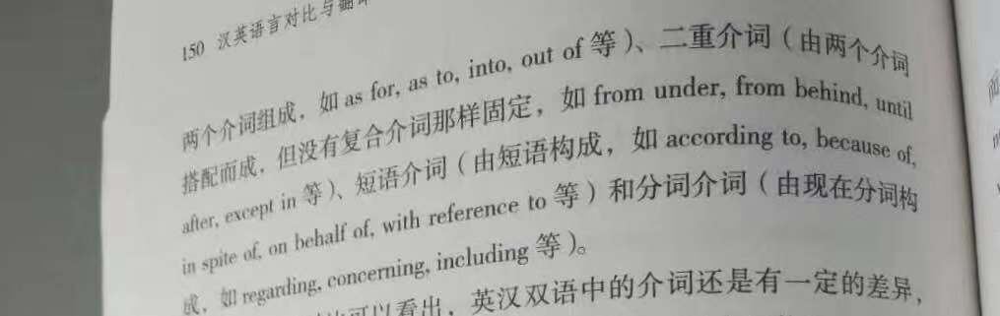 150 汉英语言对比与翻译
两个介词组成，如 as for, as to, into, out of 等）、二重介词（由两个介词
搭配而成，但没有复合介词那样固定，如 from under, from behind, until
after, except in 等）、短语介词（由短语构成，如 according to, because of,
in spite of, on behalf of, with reference to 等）和分词介词（由现在分词构
成，如 regarding, concerning, including 等）。
可以看出，英汉双语中的介词还是有一定的差异，